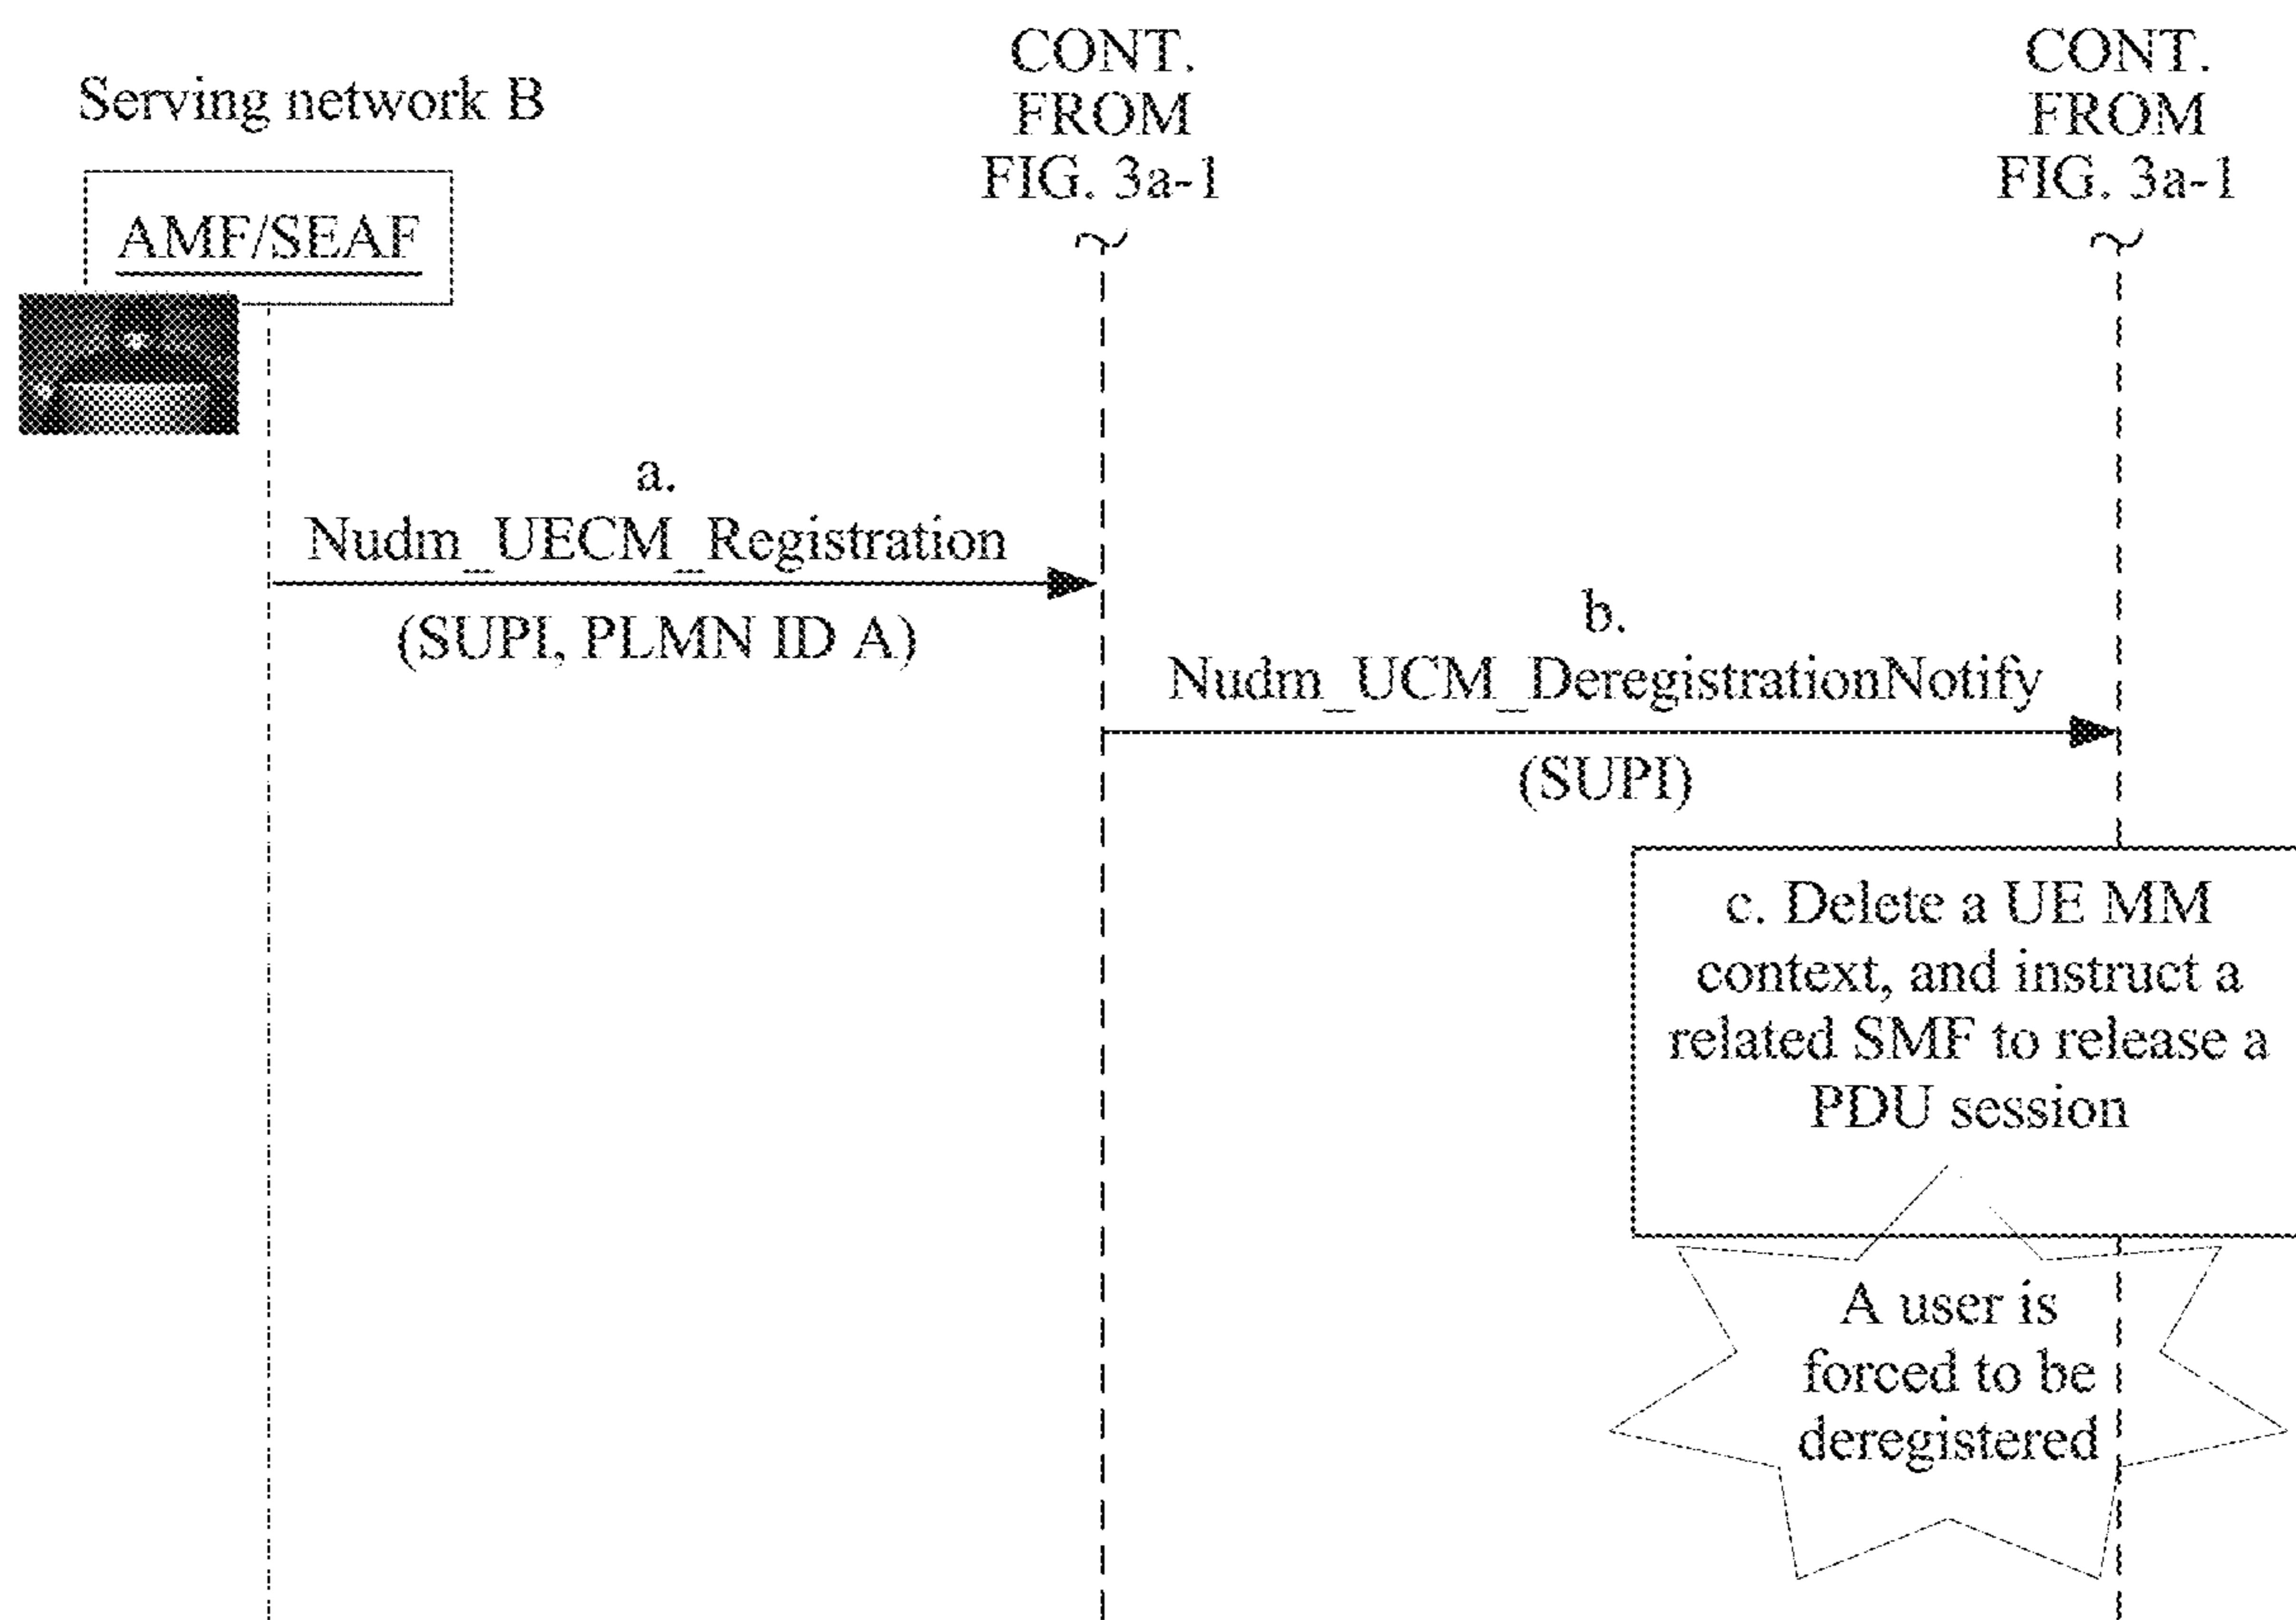 CONT.
FROM
FIG. 3a-1
CONT.
FROM
FIG. 3a-1
Serving network B
AMF/SEAF
a.
Nudm_UECM_Registration
(SUPI, PLMN ID A)
b.
Nudm_UCM_DeregistrationNotify
(SUPI)
c. Delete a UE MM
context, and instruct a
related SMF to release a
PDU session
A user is
forced to be
deregistered